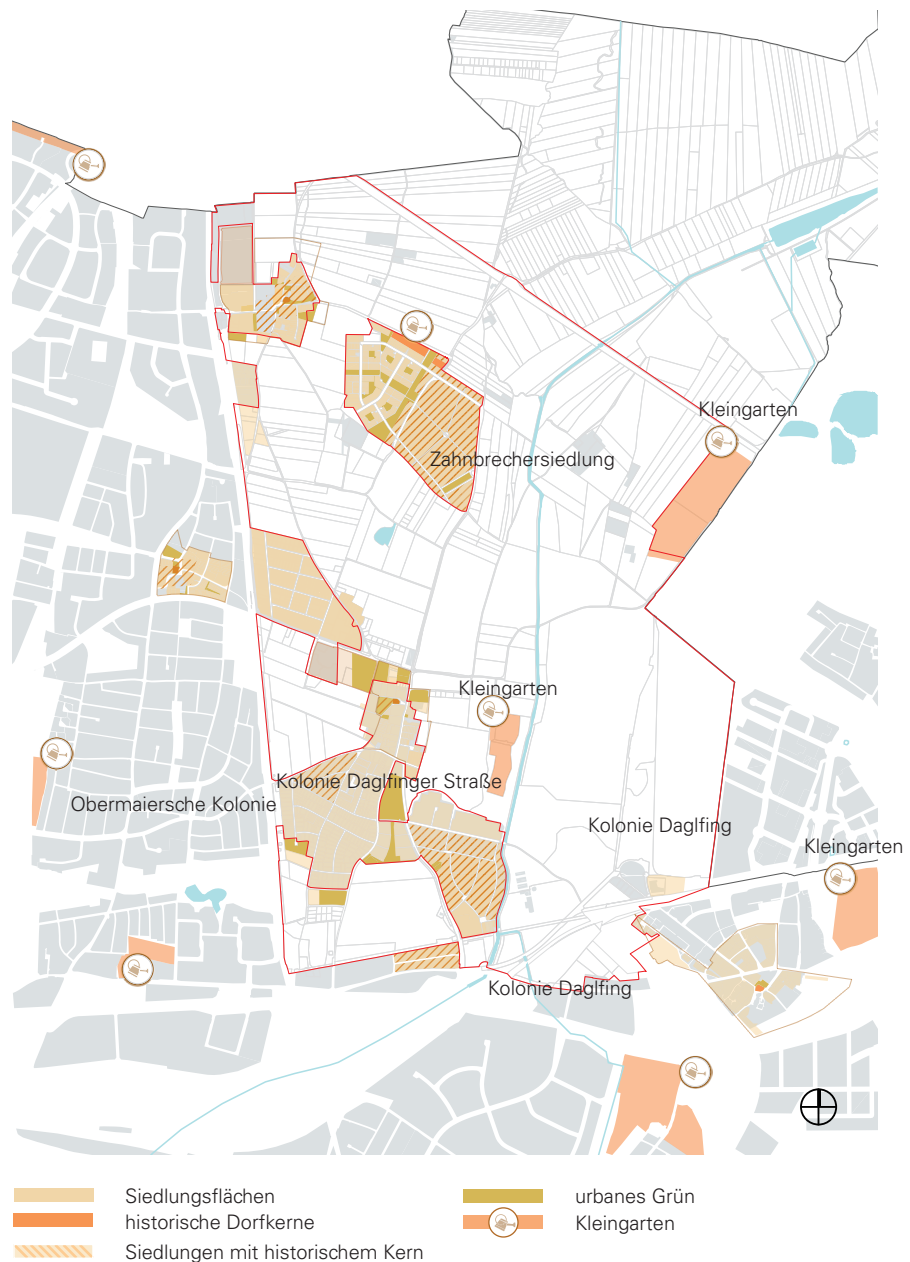 Kleingarten
Zahnbrechersiedlung
Kleingarten
Kolonie Daglfinger Straße
Obermaiersche Kolonie
Kolonie Daglfing
Kleingarten
Kolonie Daglfing
Siedlungsflächen
historische Dorfkerne
Siedlungen mit historischem Kern
urbanes Grün
Kleingarten